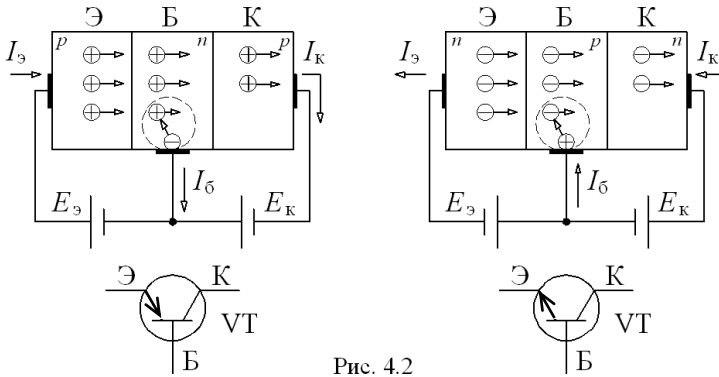 Э Б К Э Б К
p n p n p n
Iэ Iк Iэ Iк
Iб Iб
Eэ Eк Eэ Eк
Э К Э К
VT VT
Б Б
Рис. 4.2